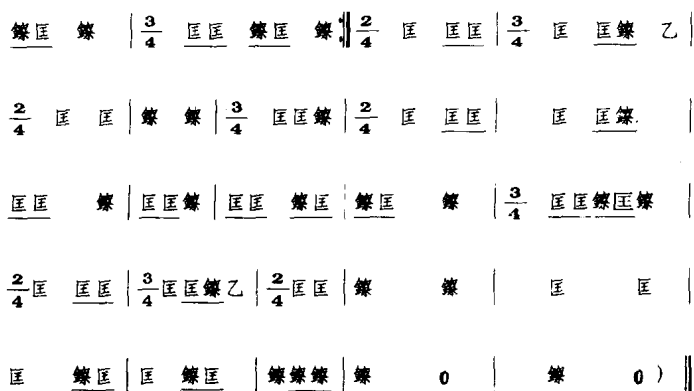 镲匡 镲 | 3/4 匡匡 镲匡 镲 :‖ 2/4 匡 匡匡 | 3/4 匡 匡镲 乙 |
2/4 匡 匡 | 镲 镲 | 3/4 匡匡镲 | 2/4 匡 匡匡 | 匡 匡镲 |
匡匡 镲 | 匡匡镲 | 匡匡 镲匡 | 镲匡 镲 | 3/4 匡匡镲匡镲 |
2/4 匡 匡匡 | 3/4 匡匡镲乙 | 2/4 匡匡 | 镲 镲 | 匡 匡 |
匡 镲匡 | 匡 镲匡 | 镲镲镲 | 镲 0 | 镲 0 ) ‖